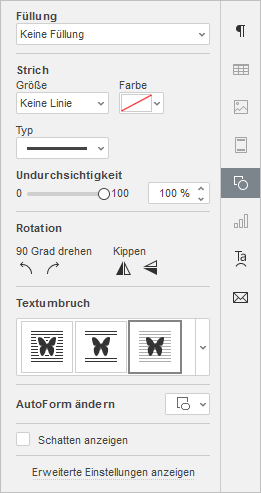 Füllung
Keine Füllung
Strich
Größe Farbe
Keine Linie
Typ
Undurchsichtigkeit
0 100 100 %
Rotation
90 Grad drehen Kippen
Textumbruch
AutoForm ändern
Schatten anzeigen
Erweiterte Einstellungen anzeigen
¶
Ta